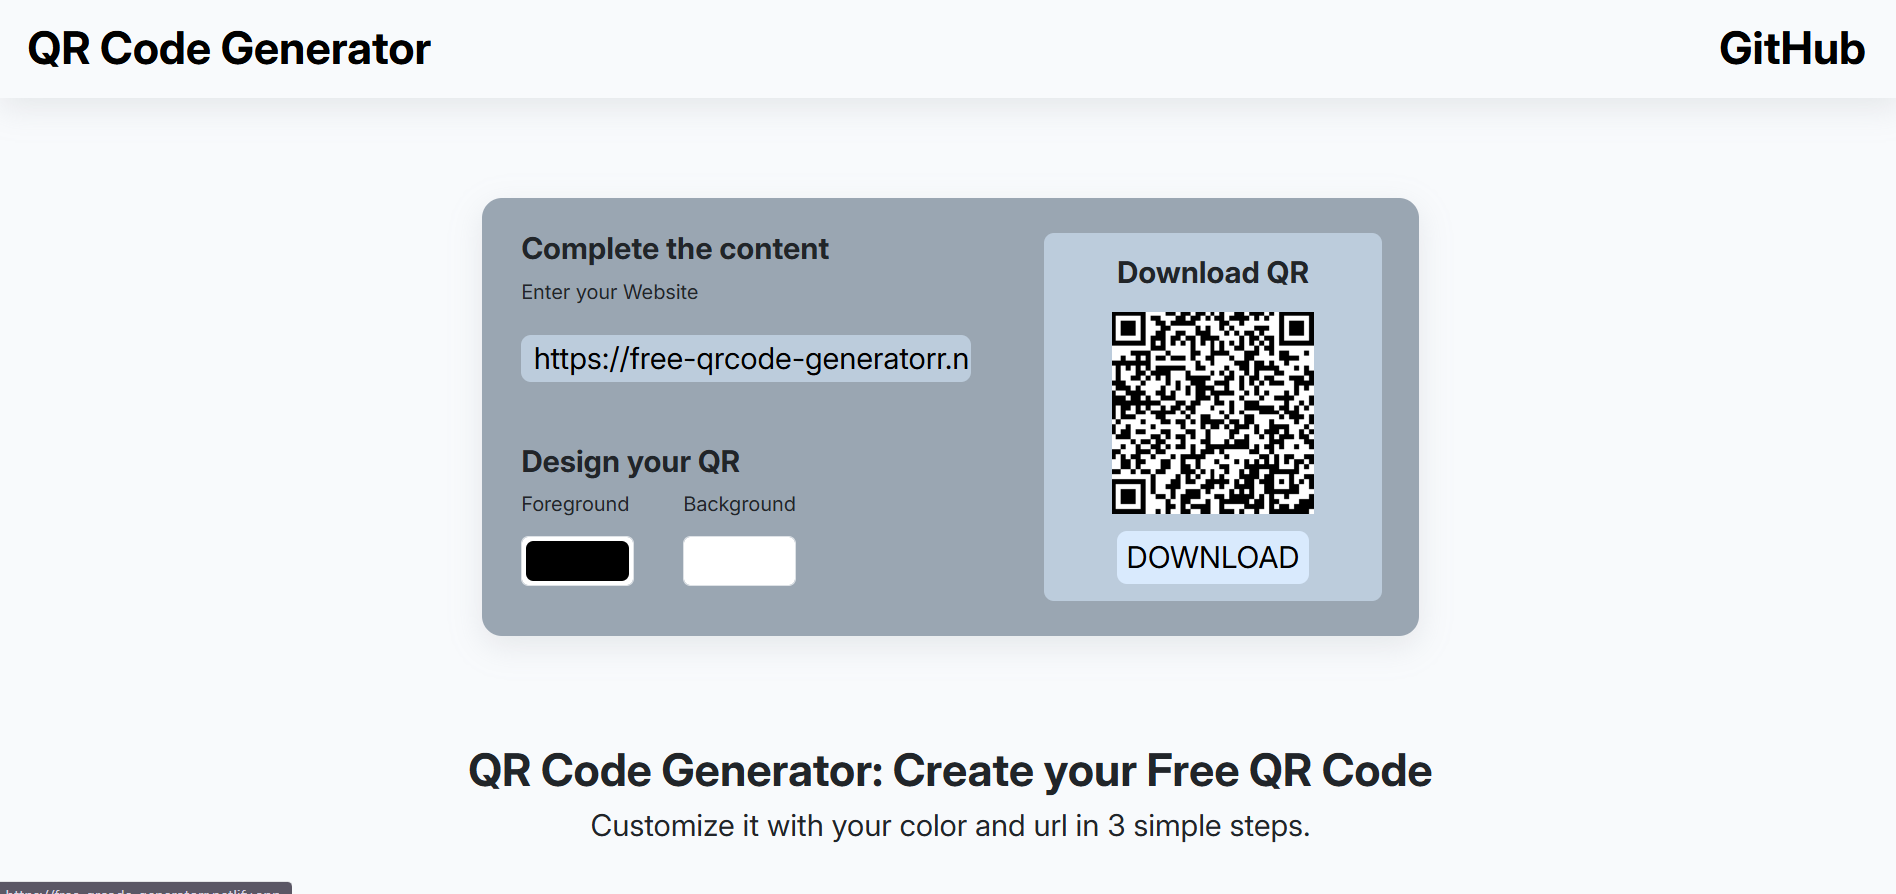 QR Code Generator
GitHub
Complete the content
Enter your Website
https://free-qrcode-generatorr.n
Design your QR
Foreground
Background
Download QR
DOWNLOAD
QR Code Generator: Create your Free QR Code
Customize it with your color and url in 3 simple steps.